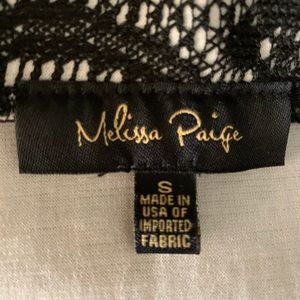 Melissa Paige
S
MADE IN
USA OF
IMPORTED
FABRIC